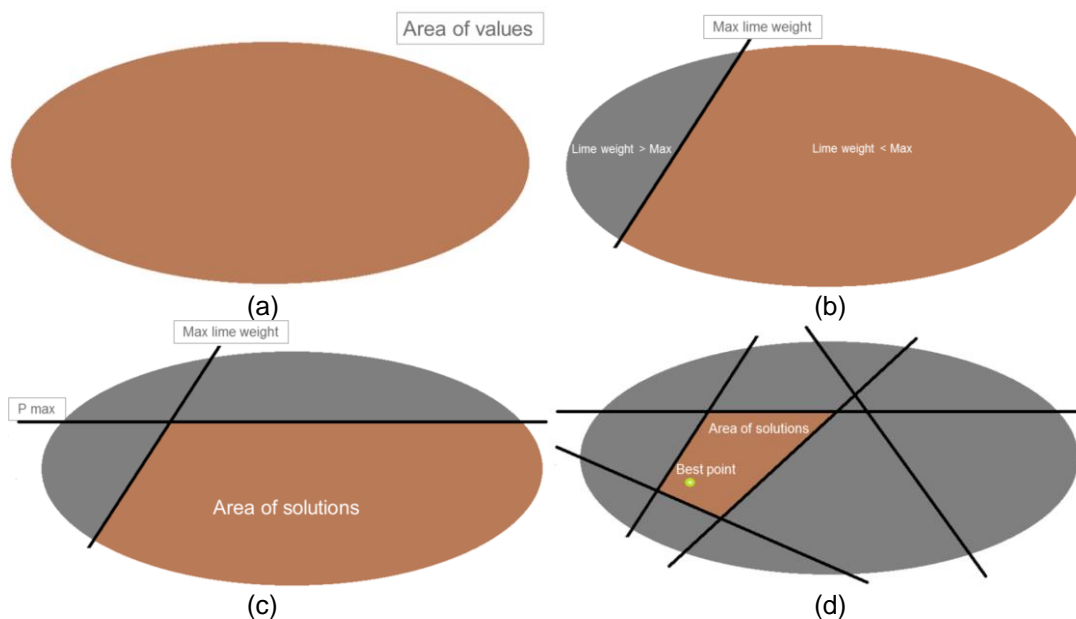 Area of values
(a)
Max lime weight
Lime weight > Max
Lime weight < Max
(b)
Max lime weight
P max
Area of solutions
(c)
Area of solutions
Best point
(d)